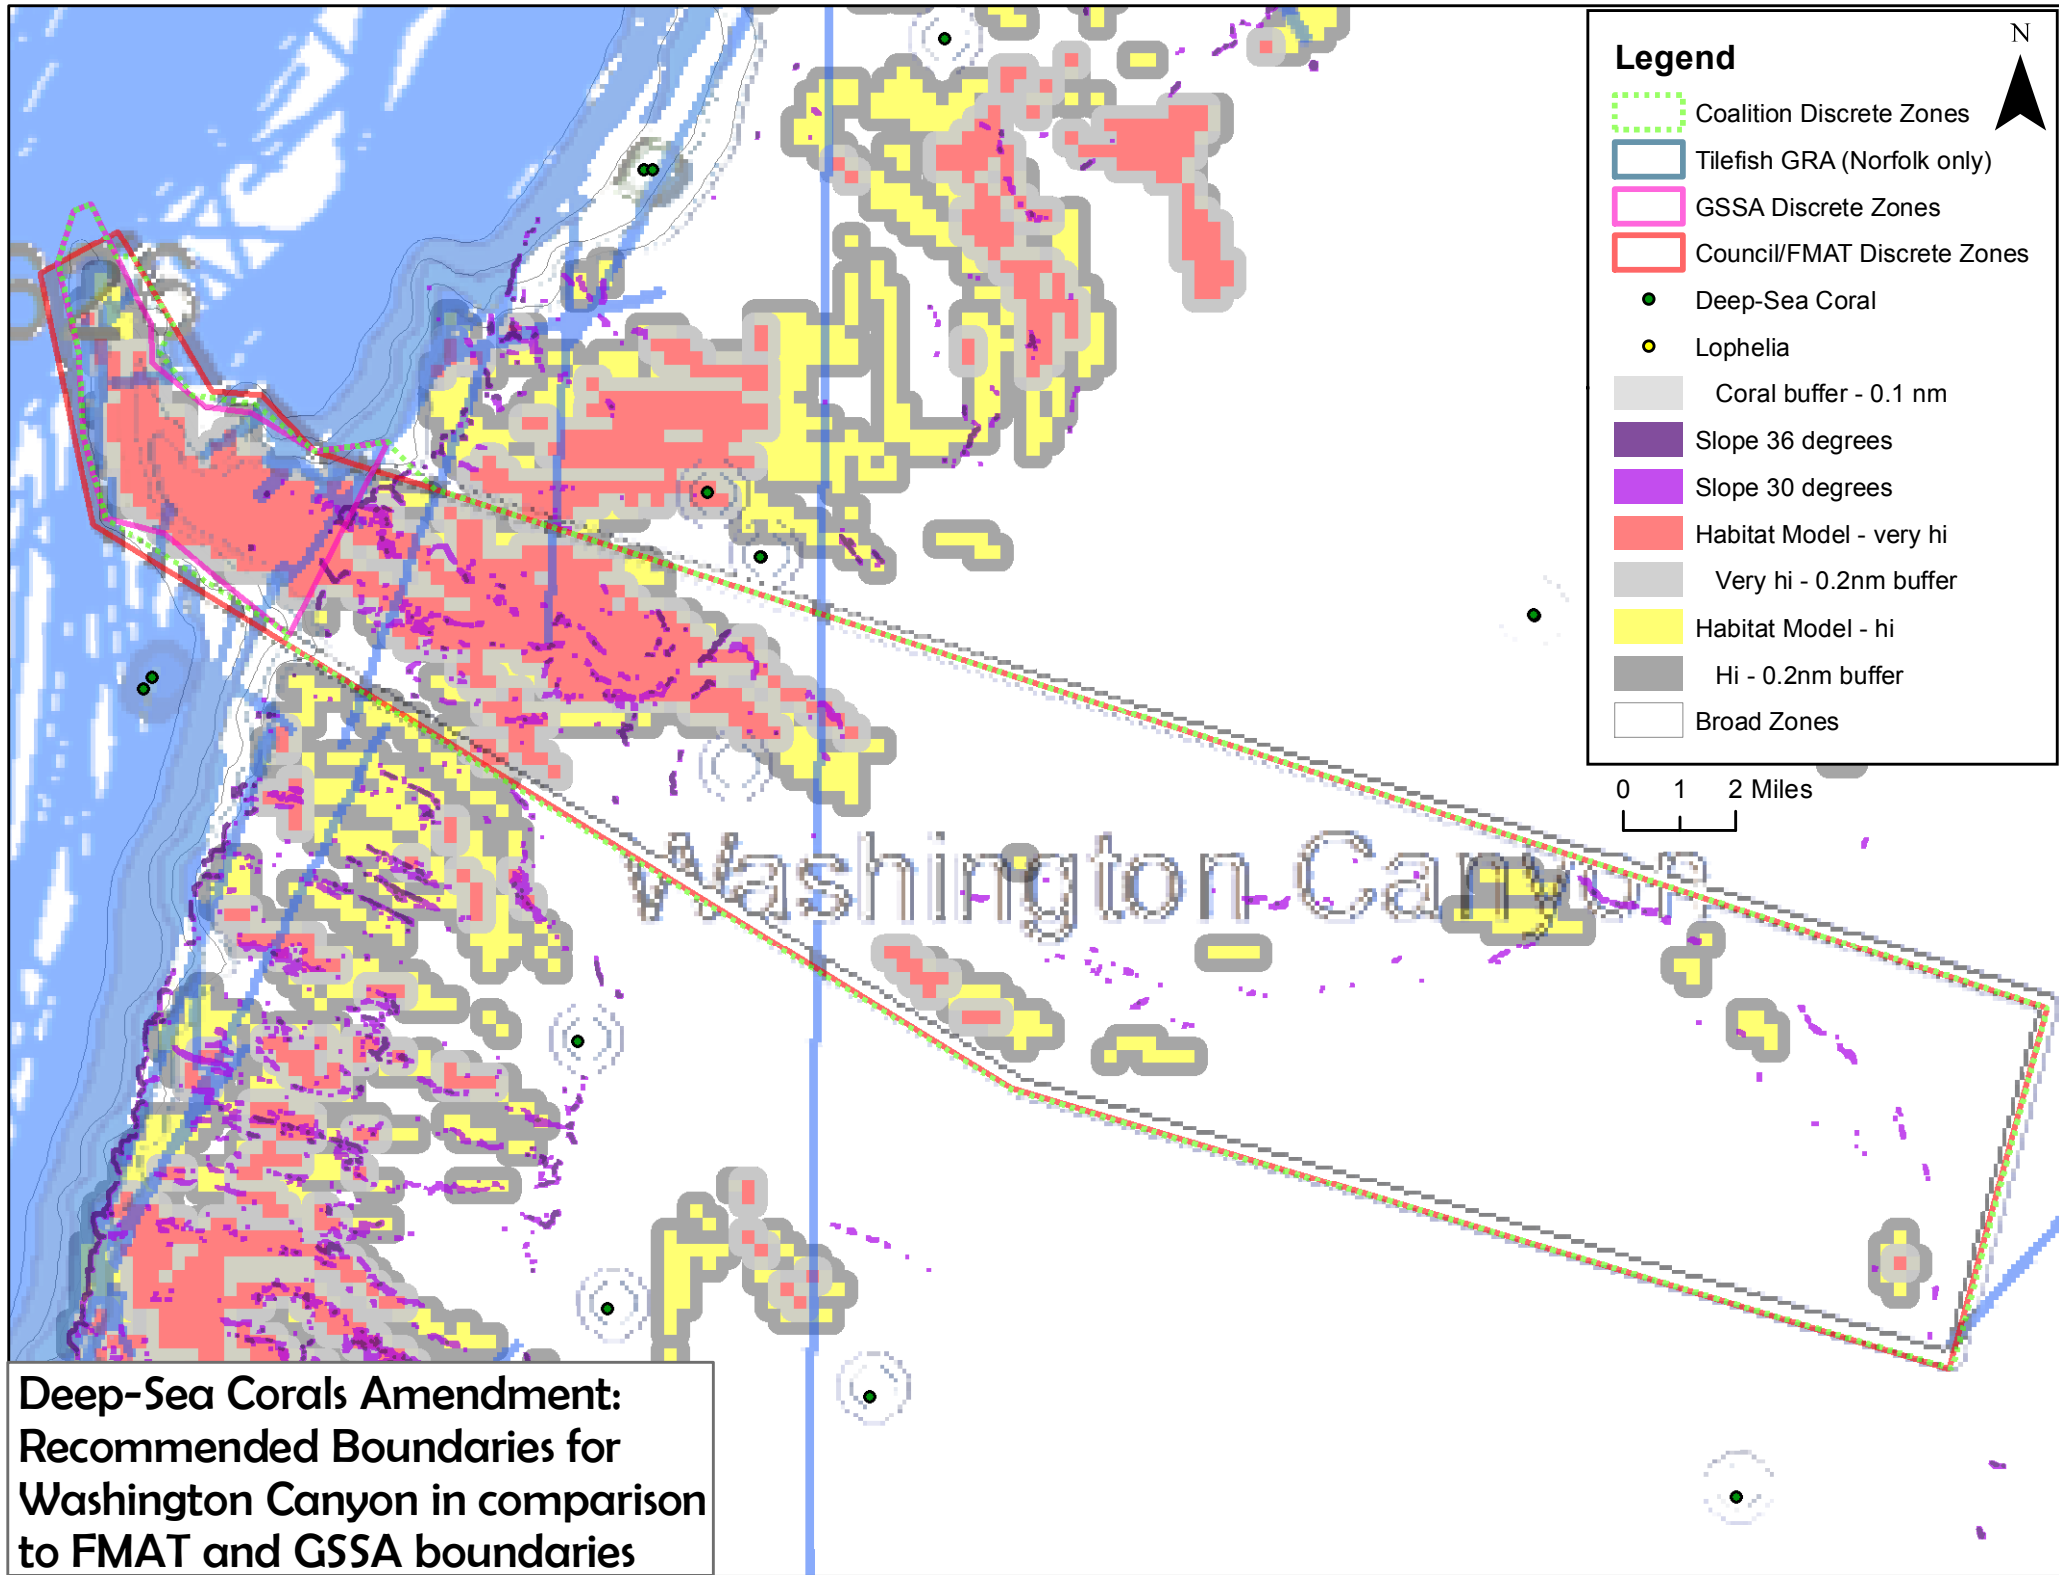 Legend
N
Coalition Discrete Zones
Tilefish GRA (Norfolk only)
GSSA Discrete Zones
Council/FMAT Discrete Zones
Deep-Sea Coral
Lophelia
Coral buffer - 0.1 nm
Slope 36 degrees
Slope 30 degrees
Habitat Model - very hi
Very hi - 0.2nm buffer
Habitat Model - hi
Hi - 0.2nm buffer
Broad Zones
0 1 2 Miles
Washington Canyon
Deep-Sea Corals Amendment:
Recommended Boundaries for
Washington Canyon in comparison
to FMAT and GSSA boundaries